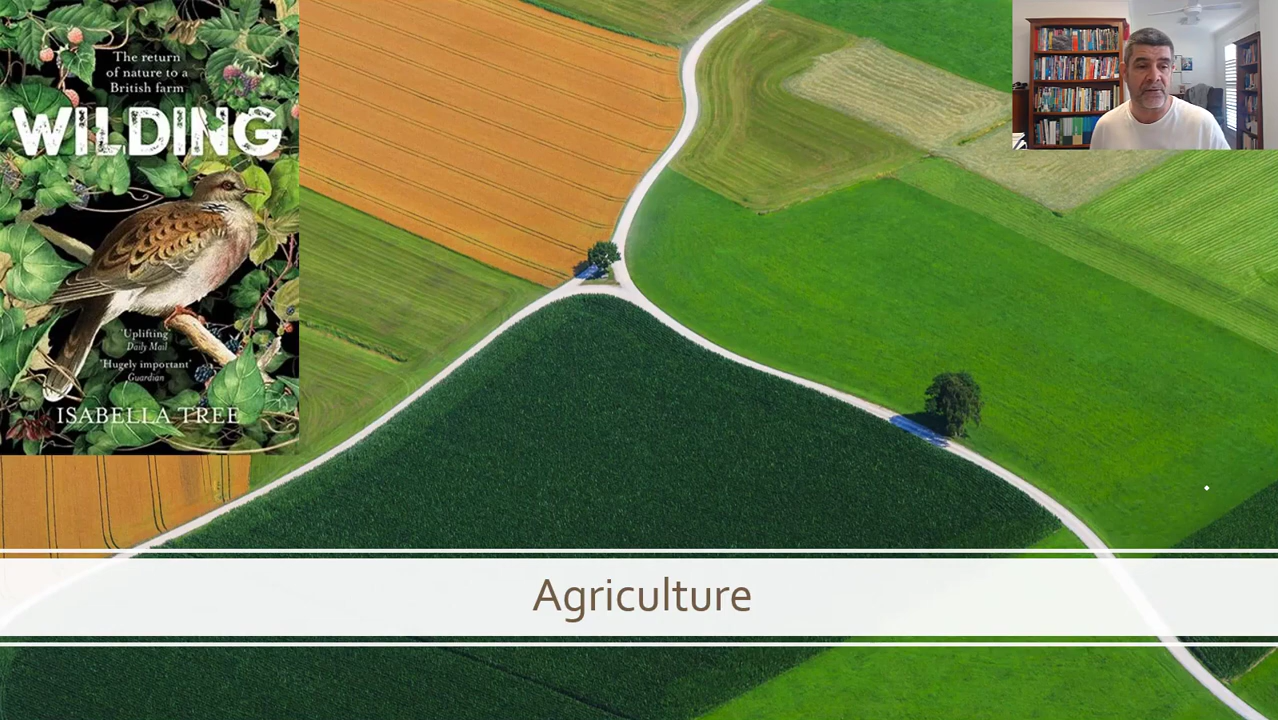 The return
of nature to a
British farm
WILDING
'Uplifting'
Daily Mail
'Hugely important'
Guardian
ISABELLA TREE
Agriculture